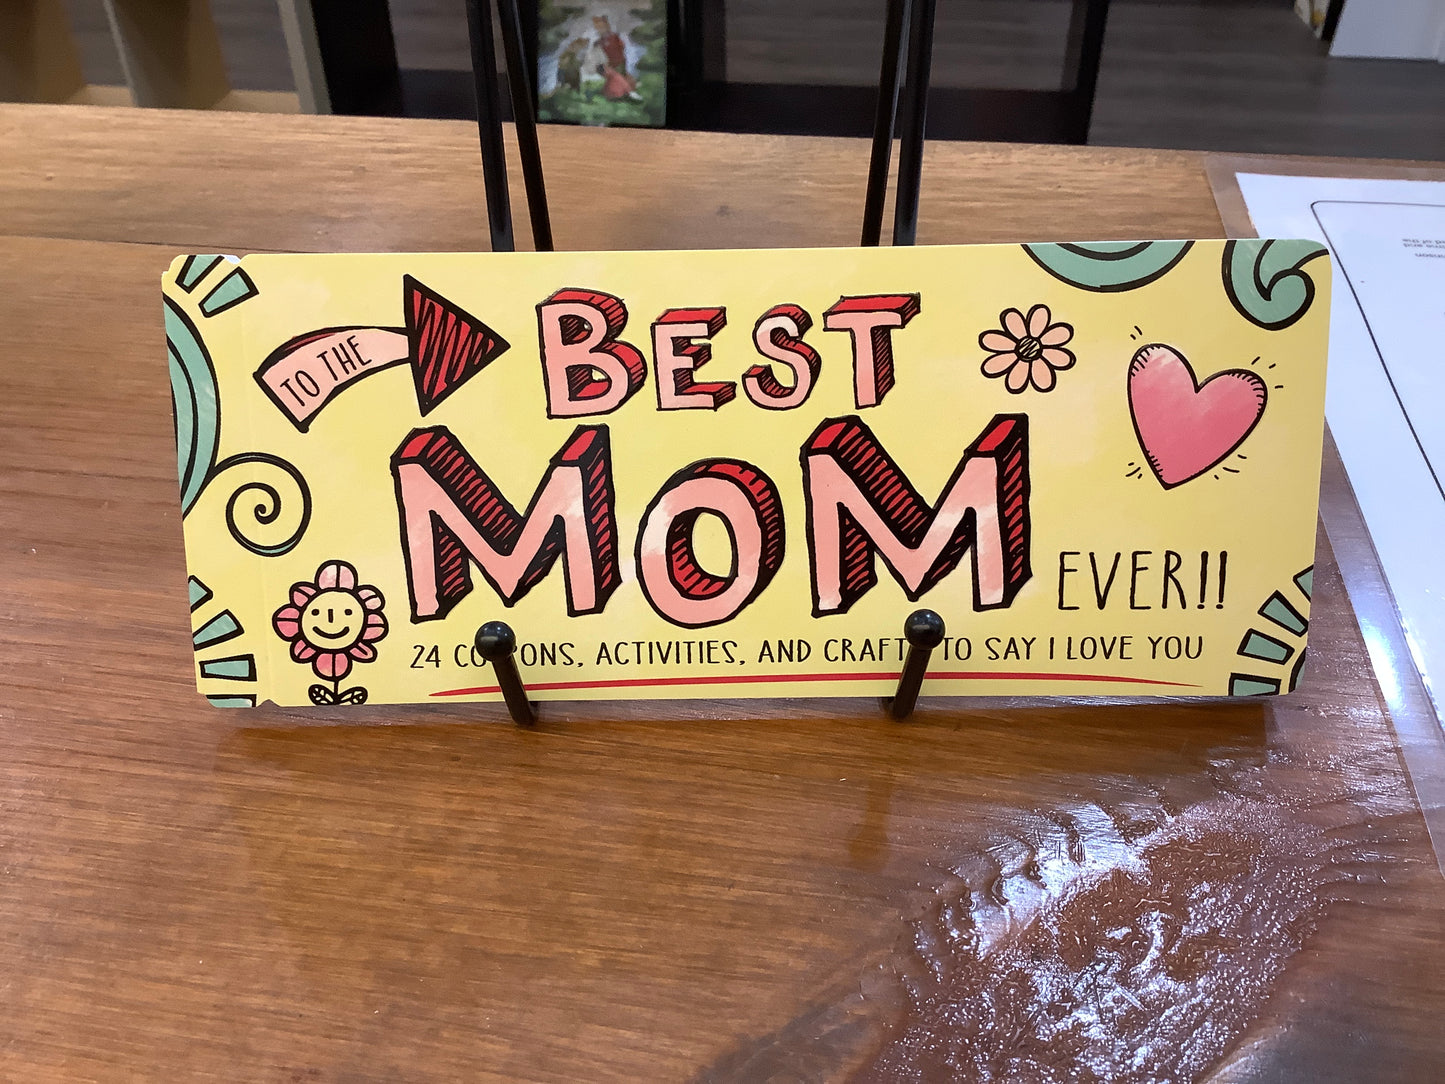 TO THE
BEST
MOM
EVER!!
24 COUPONS, ACTIVITIES, AND CRAFTS TO SAY I LOVE YOU